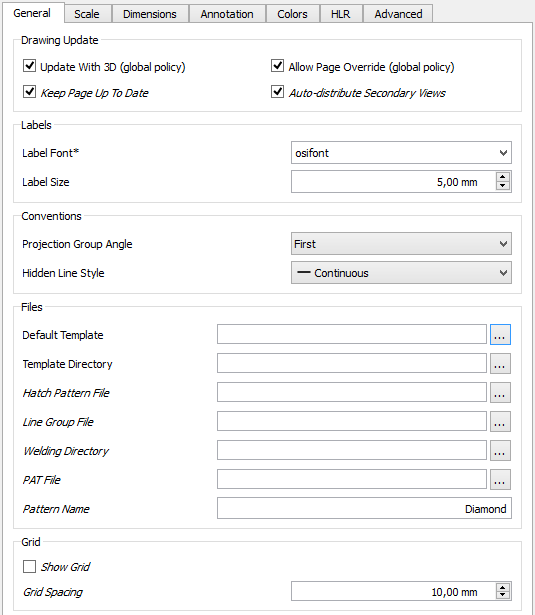 General Scale Dimensions Annotation Colors HLR Advanced
Drawing Update
Update With 3D (global policy) Allow Page Override (global policy)
Keep Page Up To Date Auto-distribute Secondary Views
Labels
Label Font* osifont
Label Size 5,00 mm
Conventions
Projection Group Angle First
Hidden Line Style Continuous
Files
Default Template ...
Template Directory ...
Hatch Pattern File ...
Line Group File ...
Welding Directory ...
PAT File ...
Pattern Name Diamond
Grid
Show Grid
Grid Spacing 10,00 mm